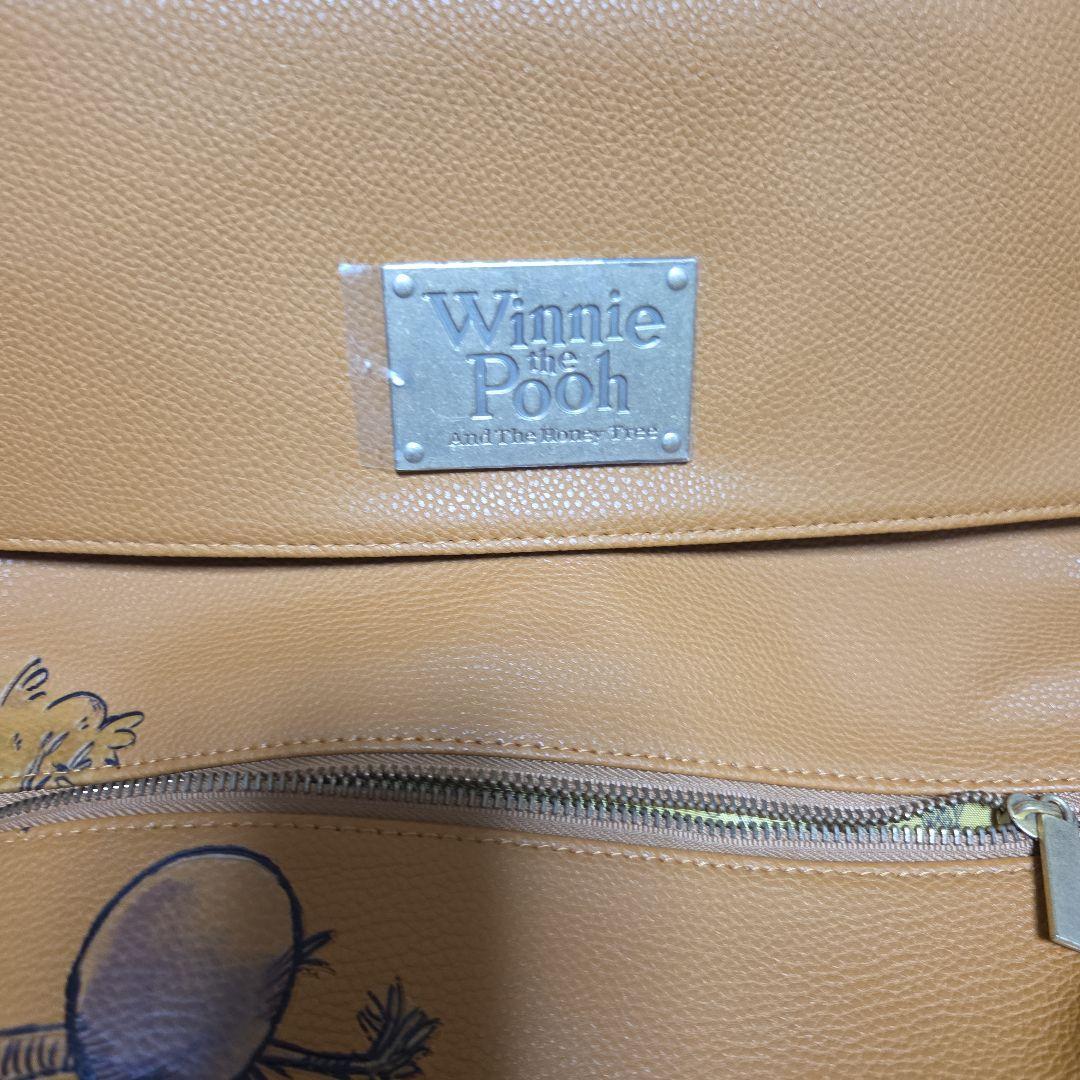 Winnie
the
Pooh
And The Honey Tree